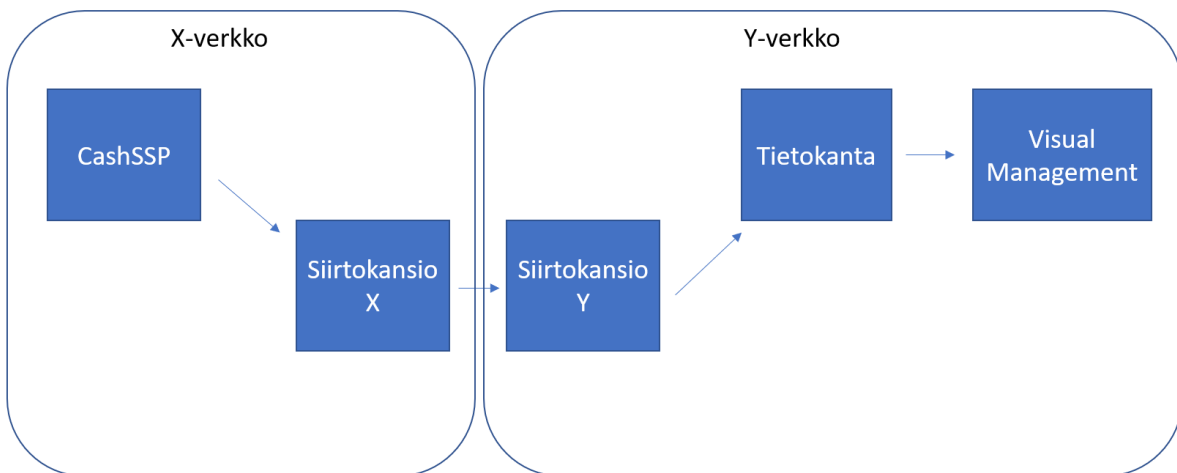 X-verkko
Y-verkko
CashSSP
Siirtokansio
X
Siirtokansio
Y
Tietokanta
Visual
Management